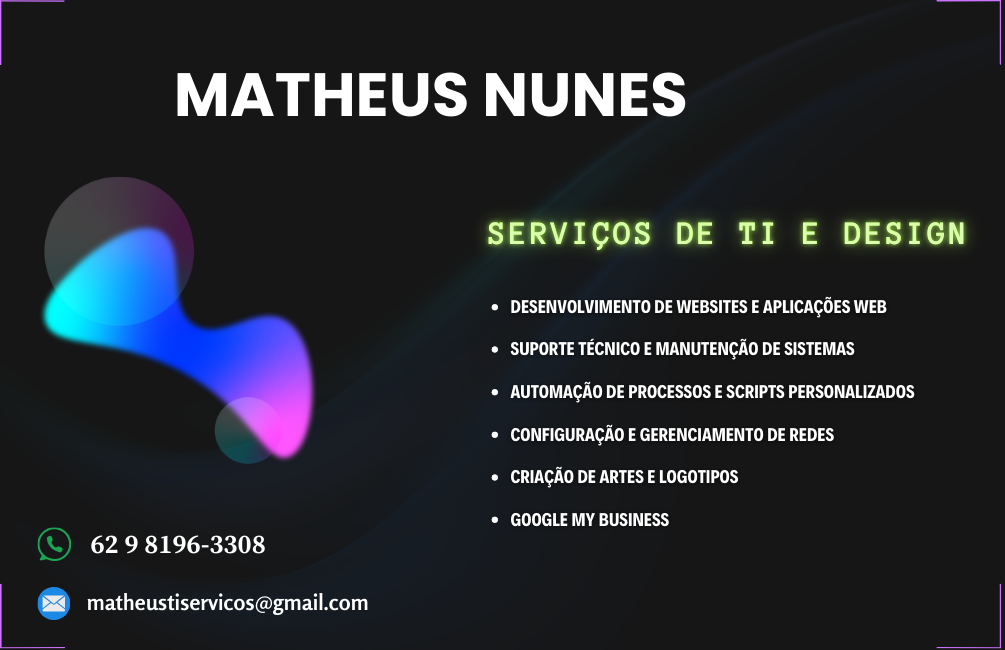 MATHEUS NUNES
SERVIÇOS DE TI E DESIGN
• DESENVOLVIMENTO DE WEBSITES E APLICAÇÕES WEB
• SUPORTE TÉCNICO E MANUTENÇÃO DE SISTEMAS
• AUTOMAÇÃO DE PROCESSOS E SCRIPTS PERSONALIZADOS
• CONFIGURAÇÃO E GERENCIAMENTO DE REDES
• CRIAÇÃO DE ARTES E LOGOTIPOS
• GOOGLE MY BUSINESS
62 9 8196-3308
matheustiservicos@gmail.com